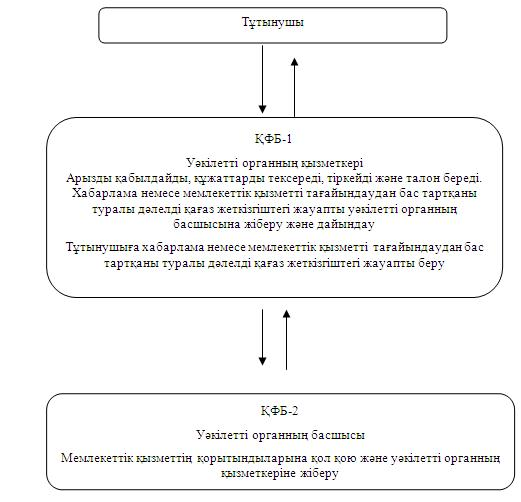 Тұтынушы
ҚФБ-1
Уәкілетті органның қызметкері
Арызды қабылдайды, құжаттарды тексереді, тіркейді және талон береді.
Хабарлама немесе мемлекеттік қызметті тағайындаудан бас тартқаны
туралы дәлелді қағаз жеткізгіштегі жауапты уәкілетті органның
басшысына жіберу және дайындау
Тұтынушыға хабарлама немесе мемлекеттік қызметті тағайындаудан бас
тартқаны туралы дәлелді қағаз жеткізгіштегі жауапты беру
ҚФБ-2
Уәкілетті органның басшысы
Мемлекеттік қызметтің қорытындыларына қол қою және уәкілетті органның
қызметкеріне жіберу